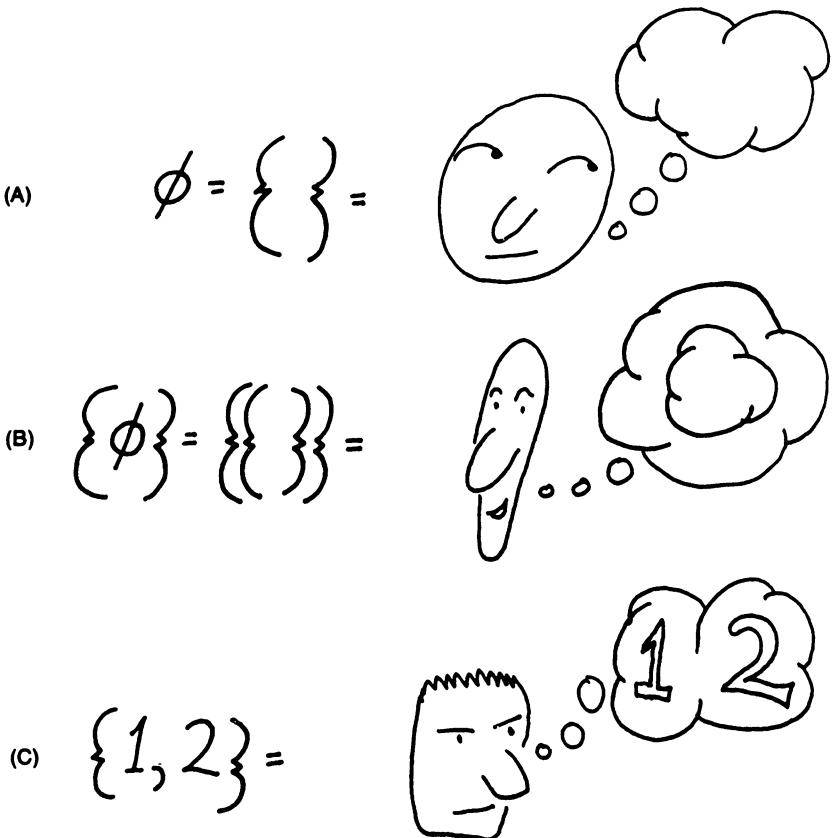 (A) ∅ = { } =
(B) {∅} = {{ }} =
(C) {1, 2} = 1 2